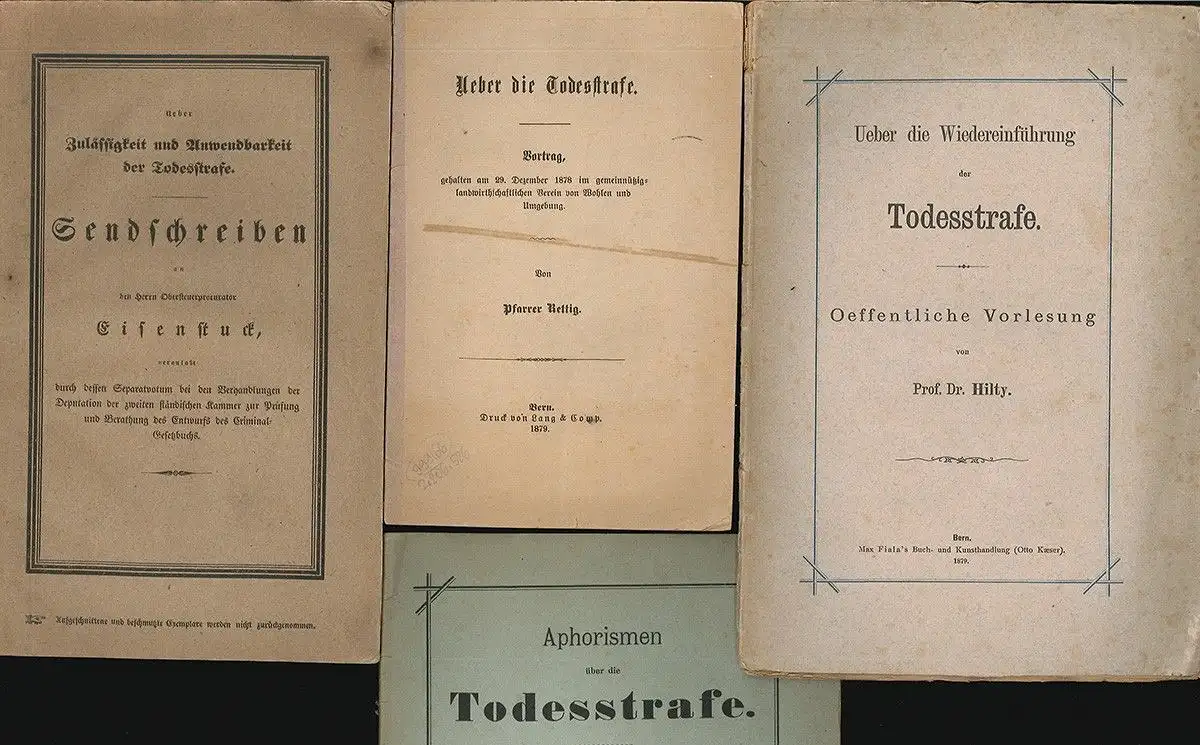 Ueber
Zulässigkeit und Anwendbarkeit
der Todesstrafe.
Sendschreiben
an
den Herrn Obersteuerprocurator
Eisenstuck,
veranlaßt
durch dessen Separatvotum bei den Verhandlungen der
Deputation der zweiten ständischen Kammer zur Prüfung
und Berathung des Entwurfs des Criminal-
Gesetzbuchs.
Aufgeschnittene und beschmutzte Exemplare werden nicht zurückgenommen.
Ueber die Todesstrafe.
Vortrag,
gehalten am 29. Dezember 1878 im gemeinnützig-
landwirthschaftlichen Verein von Wohlen und
Umgebung.
Von
Pfarrer Rettig.
Bern.
Druck von Lang & Comp.
1879.
Ueber die Wiedereinführung
der
Todesstrafe.
Oeffentliche Vorlesung
von
Prof. Dr. Hilty.
Bern.
Max Fiala's Buch- und Kunsthandlung (Otto Kæser).
1879.
Aphorismen
über die
Todesstrafe.